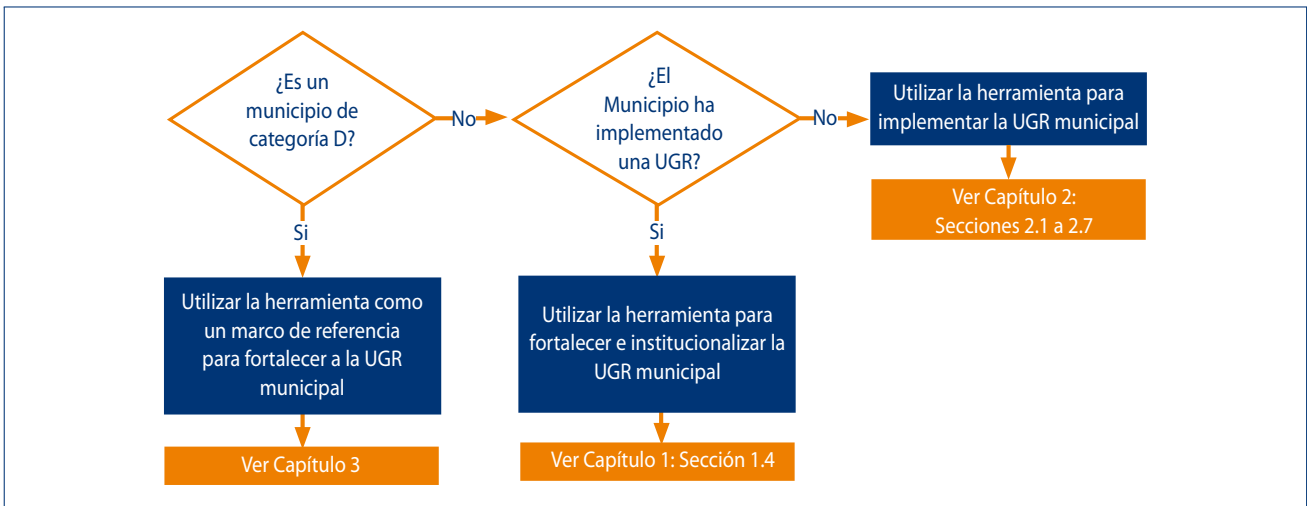 ¿Es un
municipio de
categoría D?
No
¿El
Municipio ha
implementado
una UGR?
No
Utilizar la herramienta para
implementar la UGR municipal
Ver Capítulo 2:
Secciones 2.1 a 2.7
Si
Utilizar la herramienta como
un marco de referencia
para fortalecer a la UGR
municipal
Ver Capítulo 3
Si
Utilizar la herramienta para
fortalecer e institucionalizar la
UGR municipal
Ver Capítulo 1: Sección 1.4